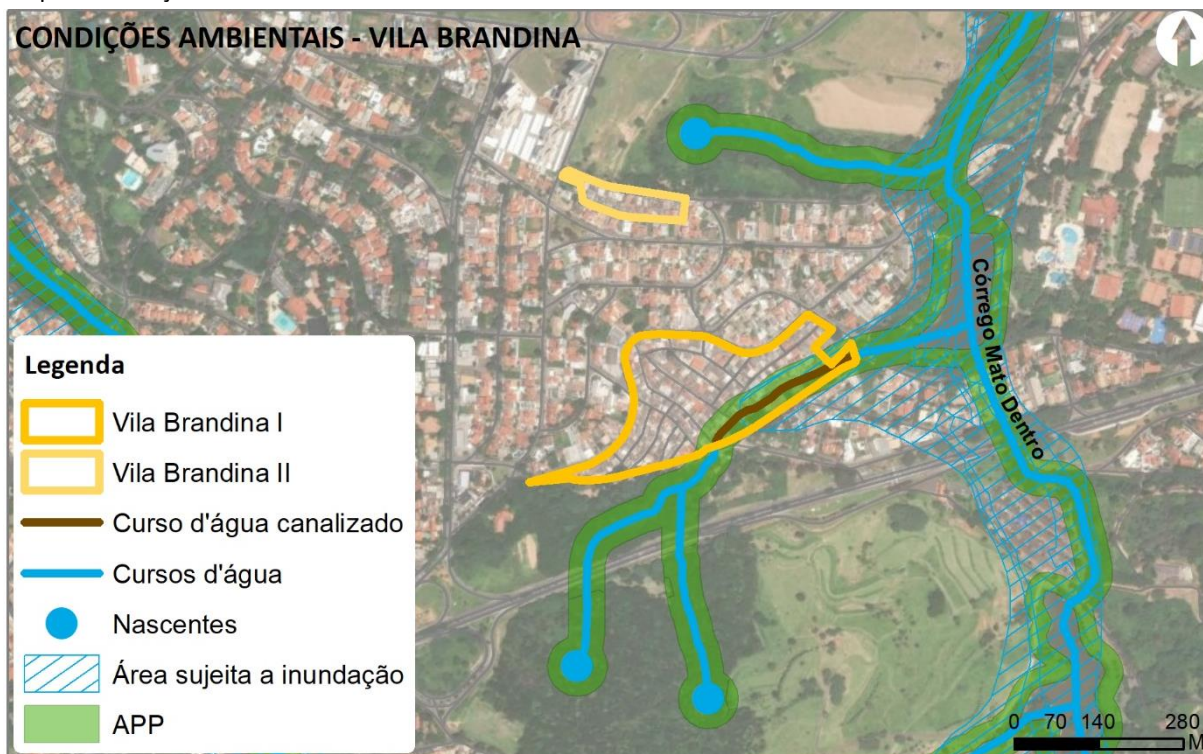 CONDIÇÕES AMBIENTAIS - VILA BRANDINA
Córrego Mato Dentro
Legenda
Vila Brandina I
Vila Brandina II
Curso d'água canalizado
Cursos d'água
Nascentes
Área sujeita a inundação
APP
0 70 140 280
M